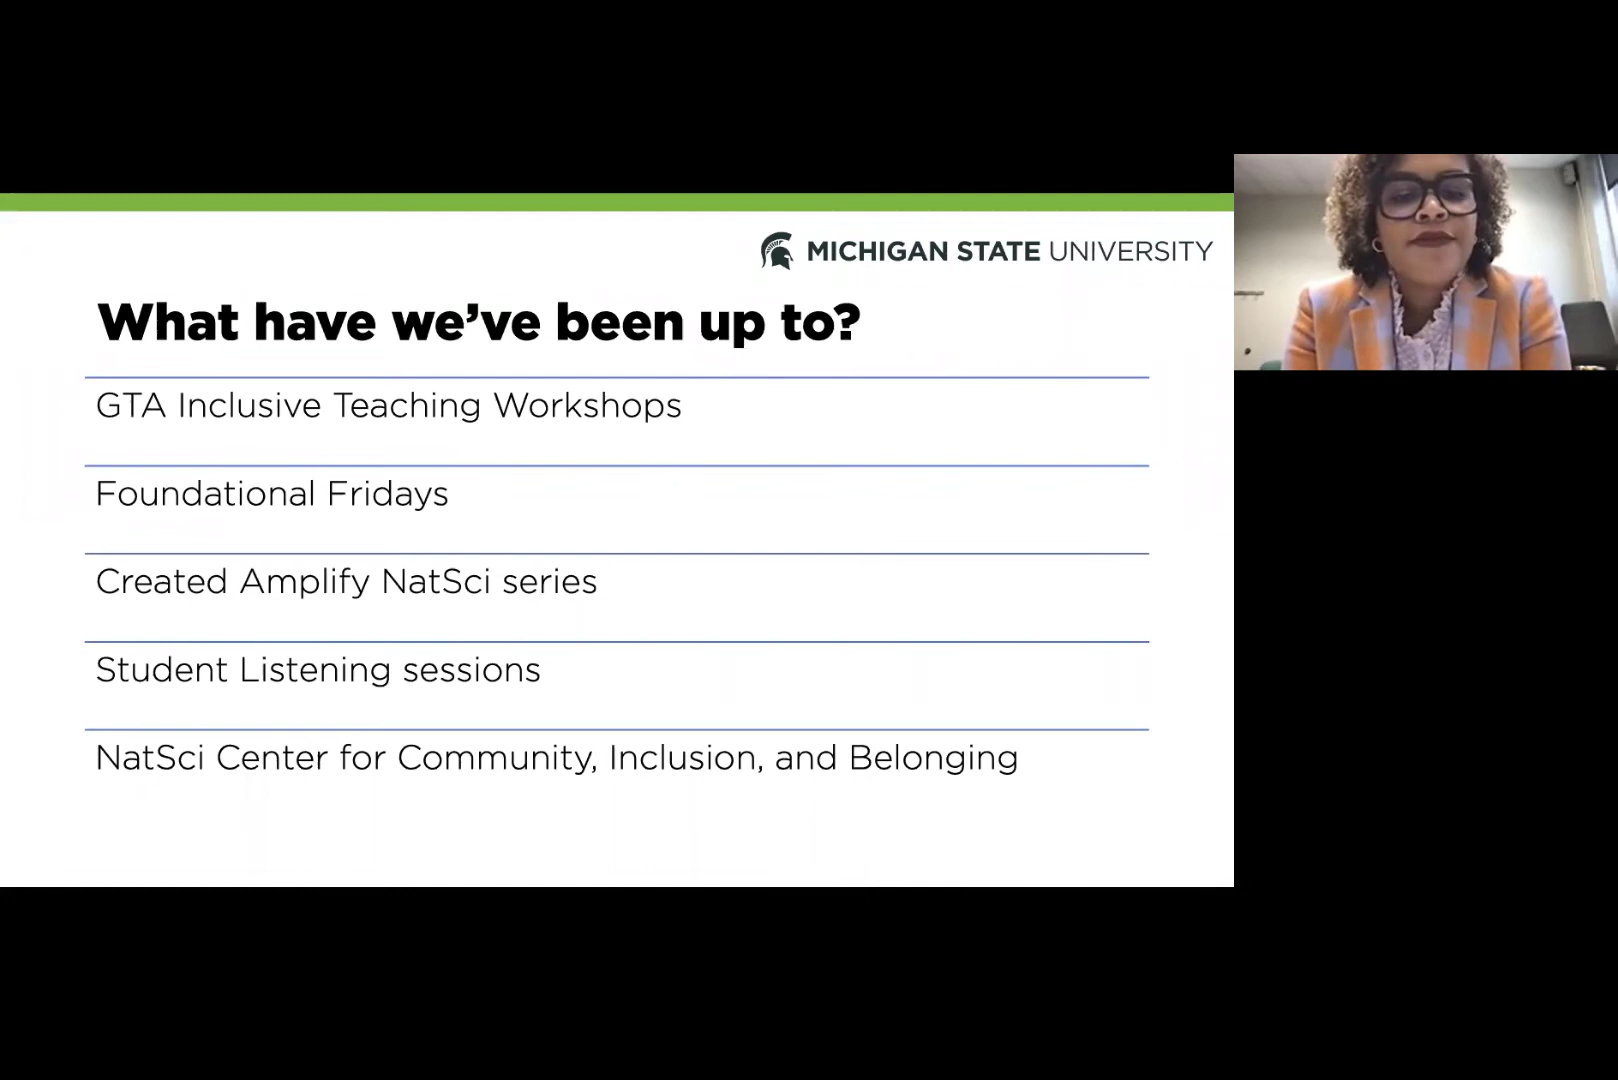 MICHIGAN STATE UNIVERSITY
What have we’ve been up to?
GTA Inclusive Teaching Workshops
Foundational Fridays
Created Amplify NatSci series
Student Listening sessions
NatSci Center for Community, Inclusion, and Belonging